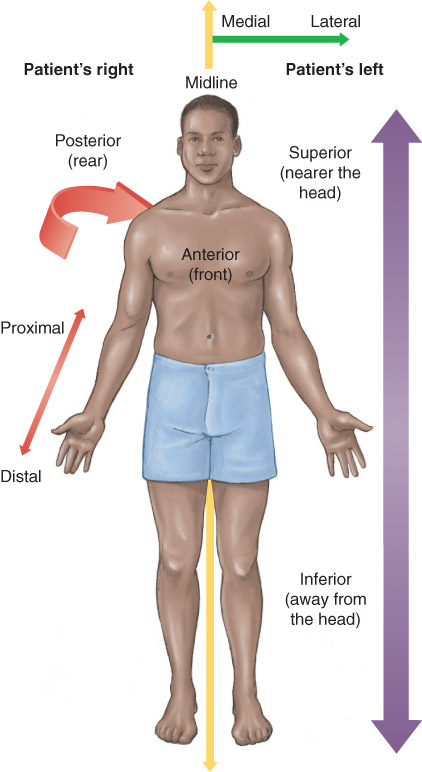 Medial
Lateral
Patient's right
Patient's left
Midline
Posterior
(rear)
Superior
(nearer the
head)
Anterior
(front)
Proximal
Distal
Inferior
(away from
the head)